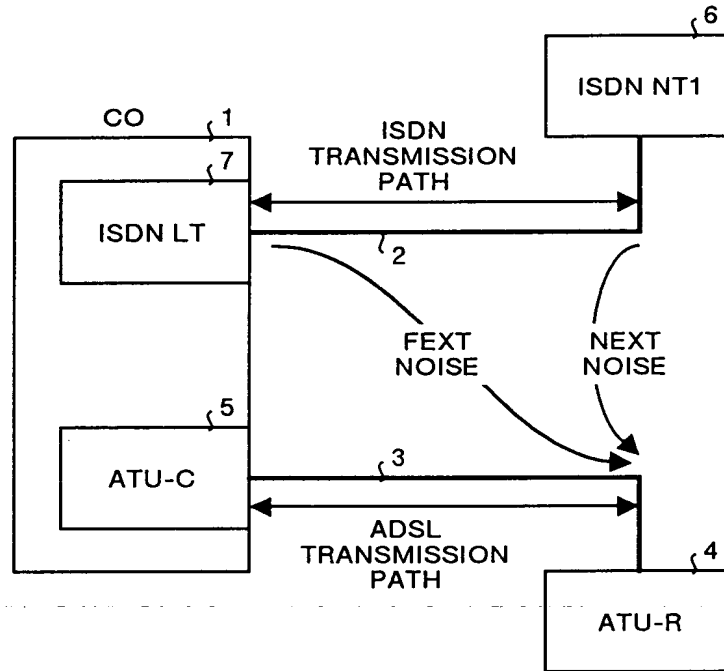 6
ISDN NT1
CO
1
7
ISDN LT
ISDN
TRANSMISSION
PATH
2
FEXT
NOISE
NEXT
NOISE
5
ATU-C
3
ADSL
TRANSMISSION
PATH
4
ATU-R